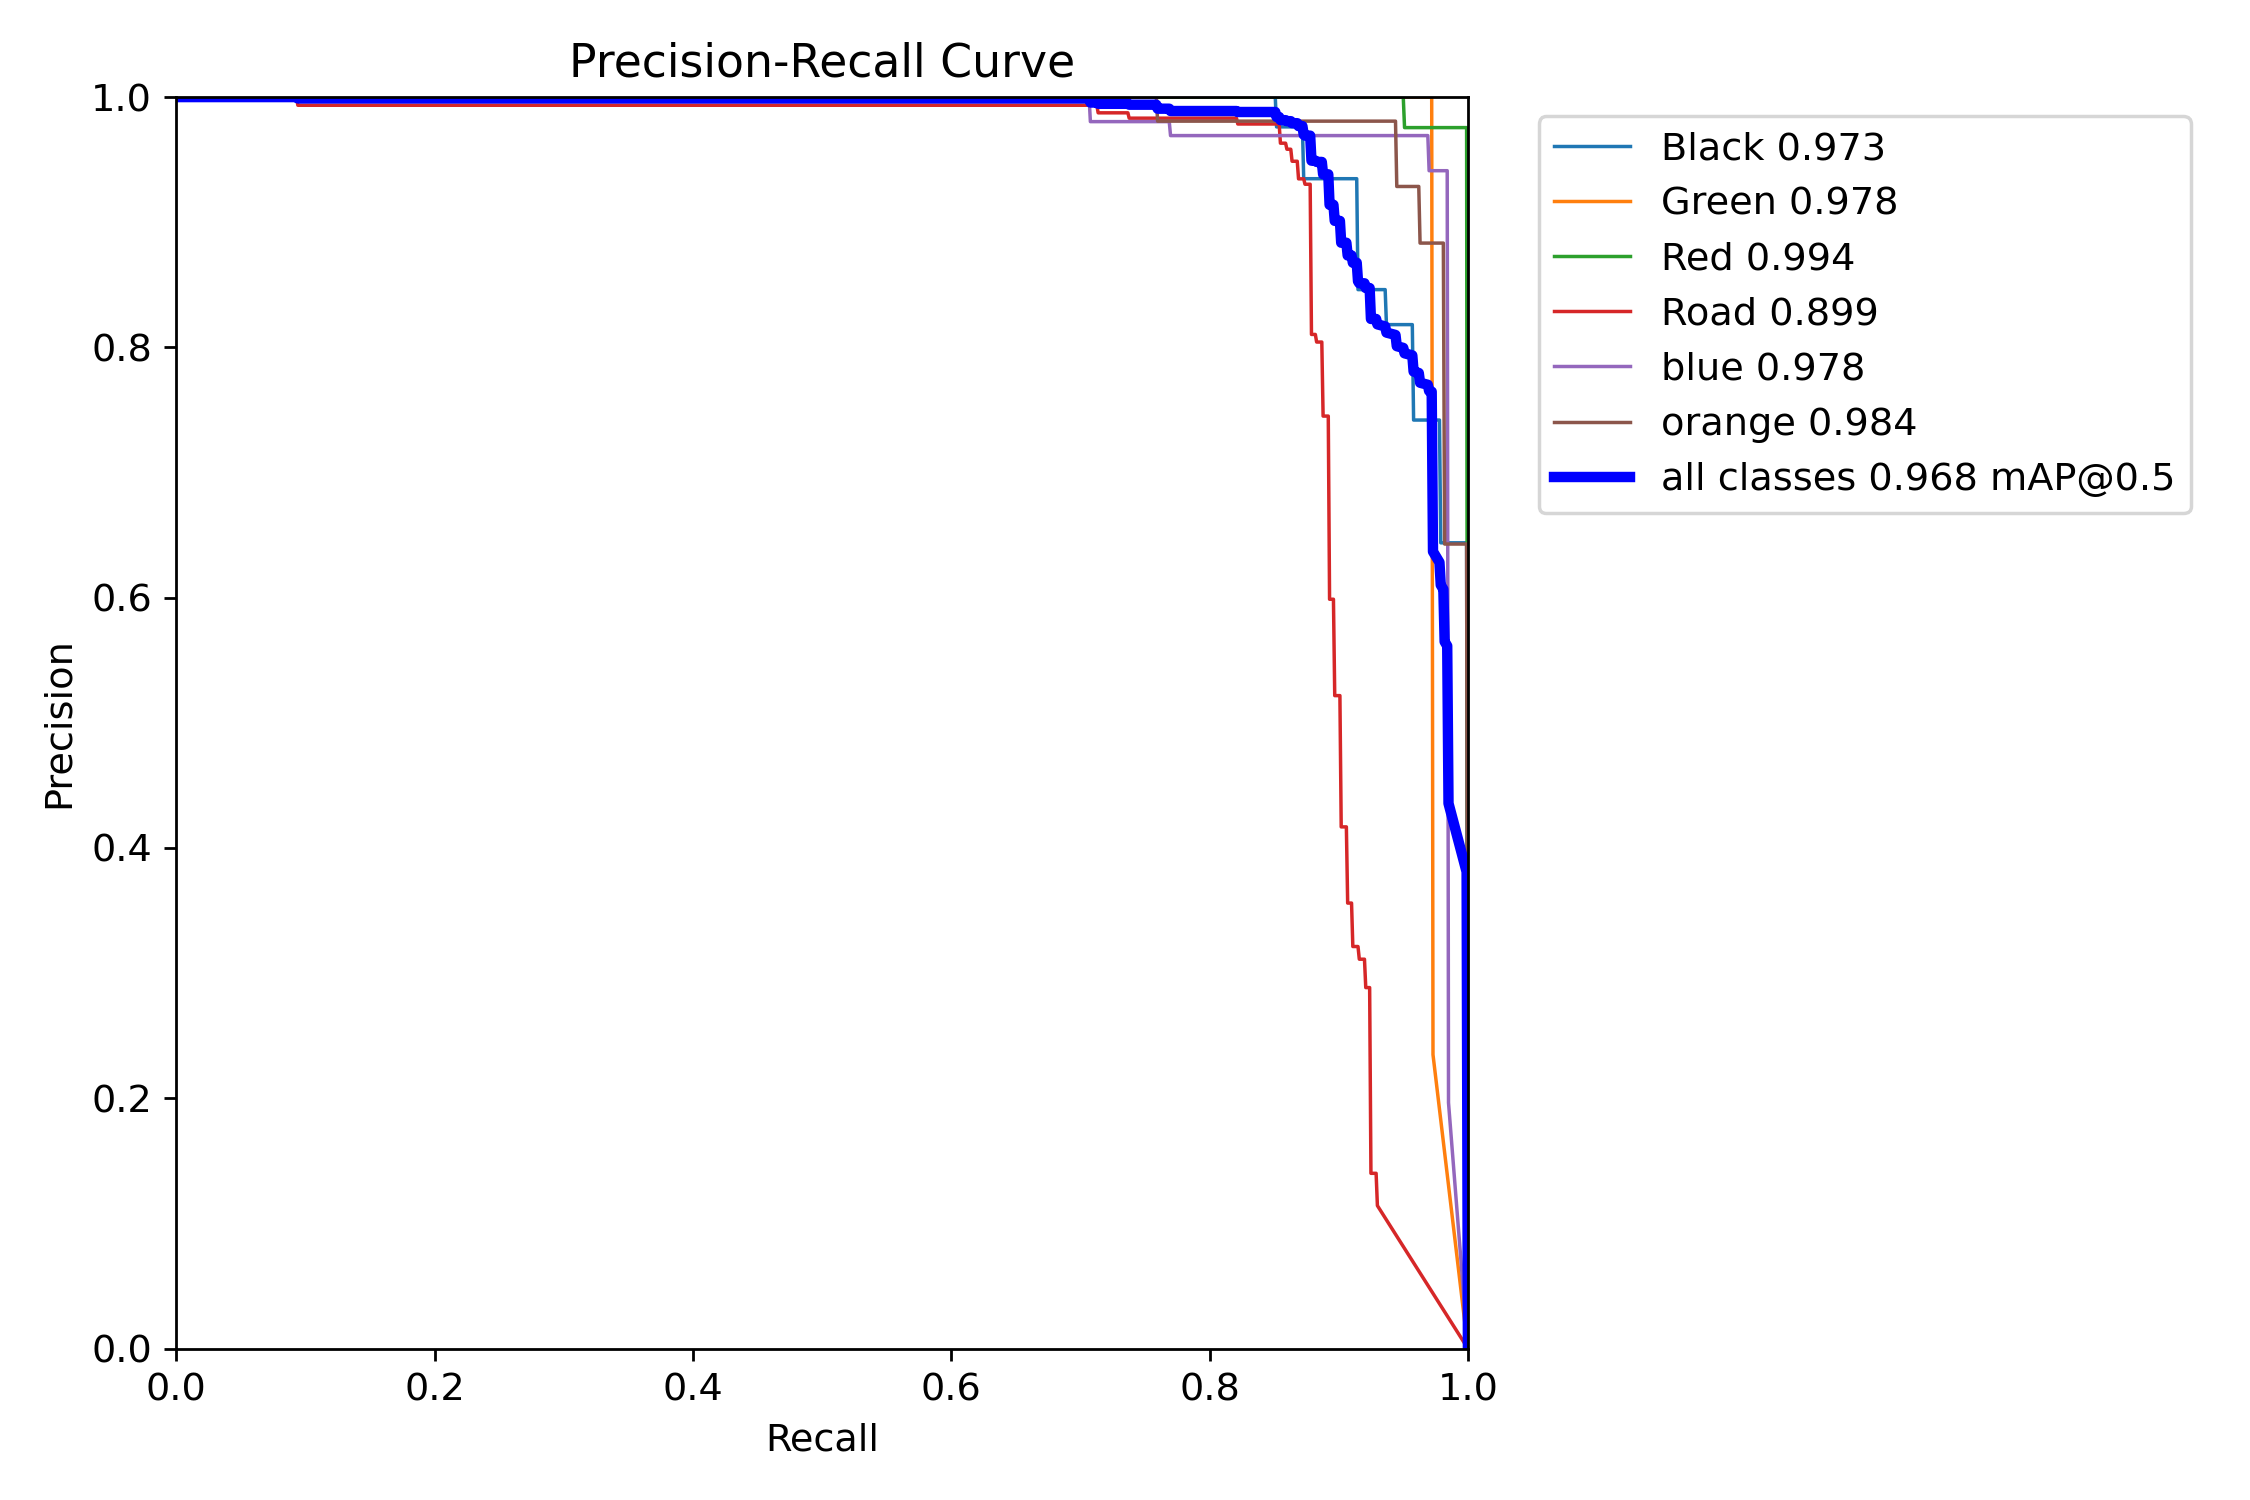 Precision-Recall Curve
1.0
0.8
0.6
0.4
0.2
0.0
Precision
0.0 0.2 0.4 0.6 0.8 1.0
Recall
Black 0.973
Green 0.978
Red 0.994
Road 0.899
blue 0.978
orange 0.984
all classes 0.968 mAP@0.5